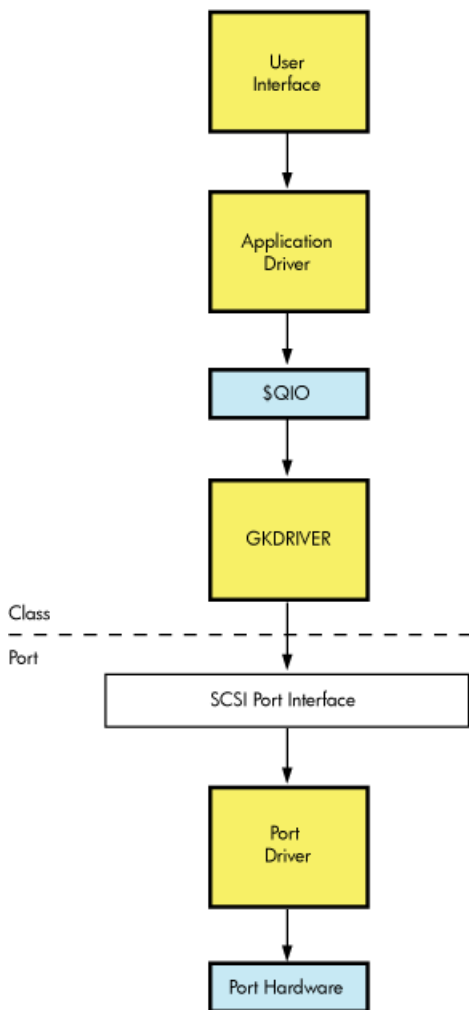 User
Interface
Application
Driver
$QIO
GKDRIVER
Class
Port
SCSI Port Interface
Port
Driver
Port Hardware